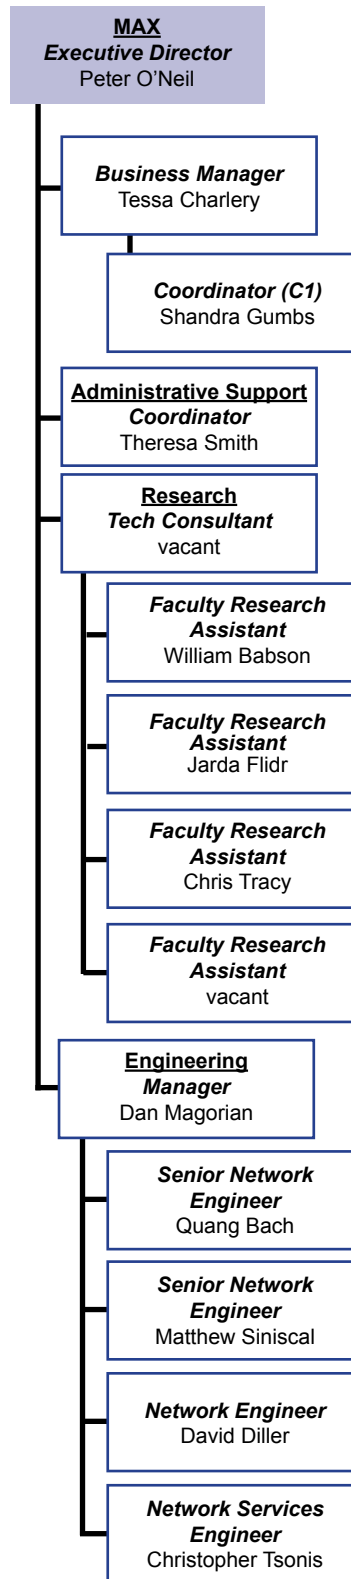 MAX
Executive Director
Peter O’Neil
Business Manager
Tessa Charlery
Coordinator (C1)
Shandra Gumbs
Administrative Support
Coordinator
Theresa Smith
Research
Tech Consultant
vacant
Faculty Research
Assistant
William Babson
Faculty Research
Assistant
Jarda Flidr
Faculty Research
Assistant
Chris Tracy
Faculty Research
Assistant
vacant
Engineering
Manager
Dan Magorian
Senior Network
Engineer
Quang Bach
Senior Network
Engineer
Matthew Siniscal
Network Engineer
David Diller
Network Services
Engineer
Christopher Tsonis